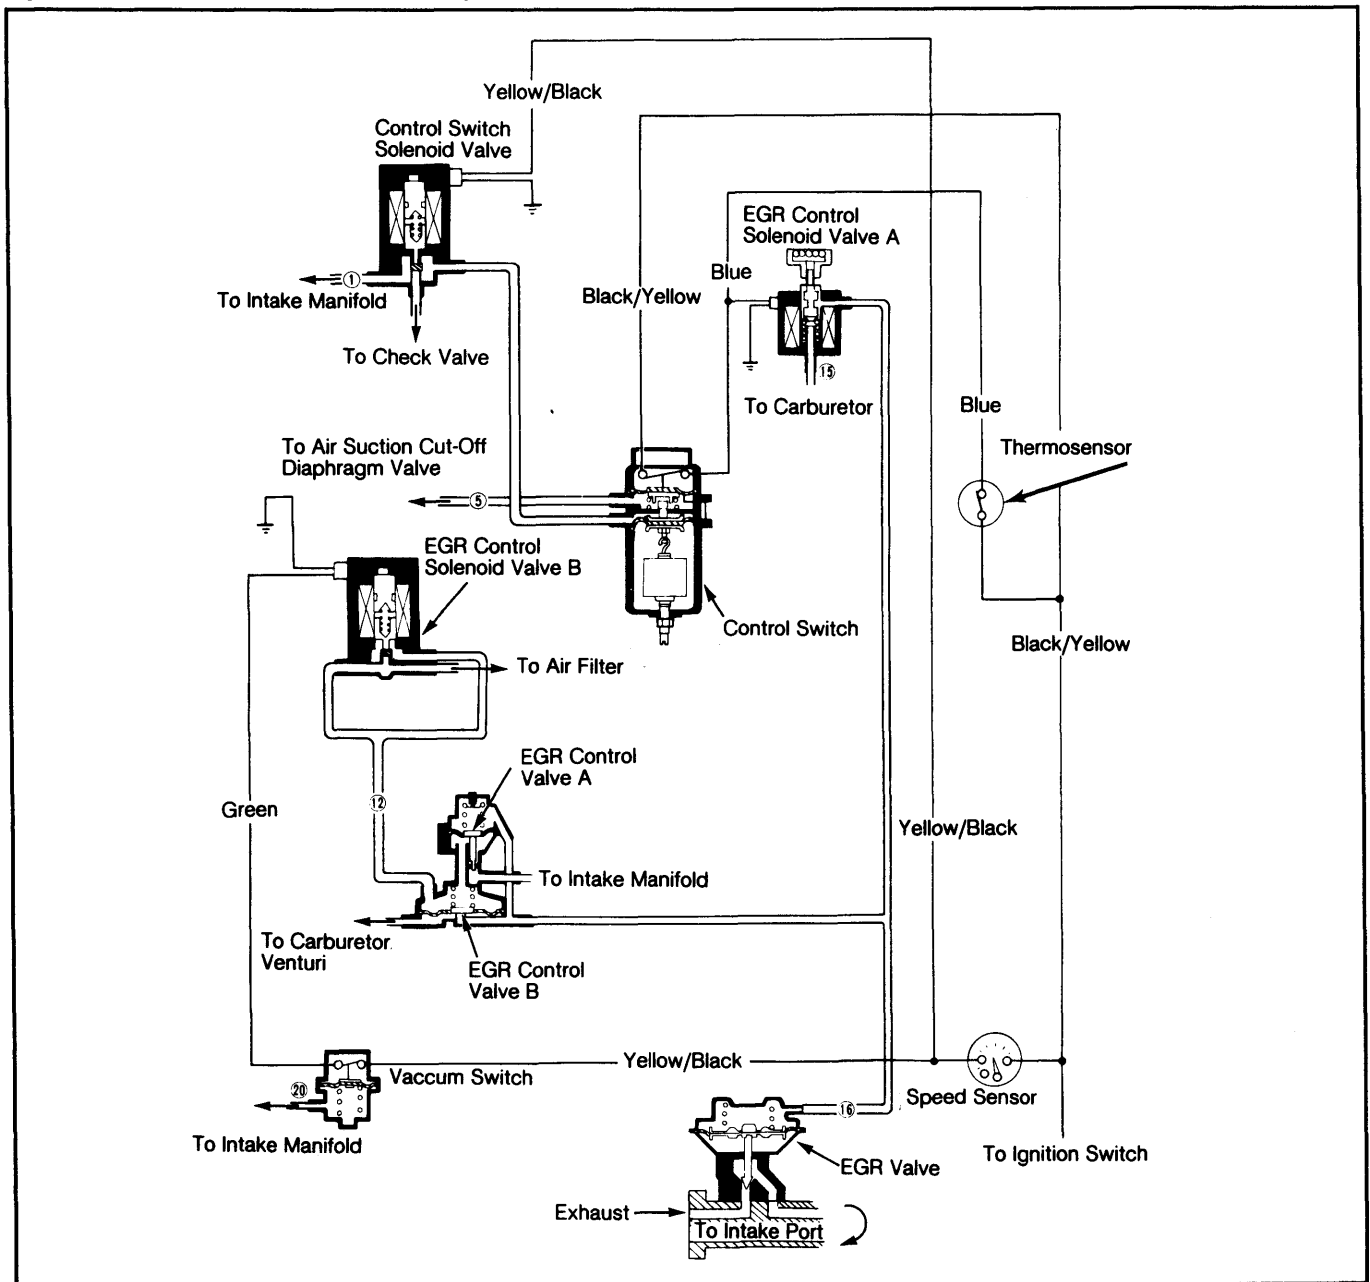 Yellow/Black
Control Switch
Solenoid Valve
EGR Control
Solenoid Valve A
Blue
1
To Intake Manifold
Black/Yellow
To Check Valve
15
To Carburetor
Blue
Thermosensor
To Air Suction Cut-Off
Diaphragm Valve
5
EGR Control
Solenoid Valve B
Control Switch
Black/Yellow
To Air Filter
EGR Control
Valve A
12
Green
Yellow/Black
To Intake Manifold
To Carburetor
Venturi
EGR Control
Valve B
Yellow/Black
Vaccum Switch
20
Speed Sensor
16
To Intake Manifold
To Ignition Switch
EGR Valve
Exhaust
To Intake Port